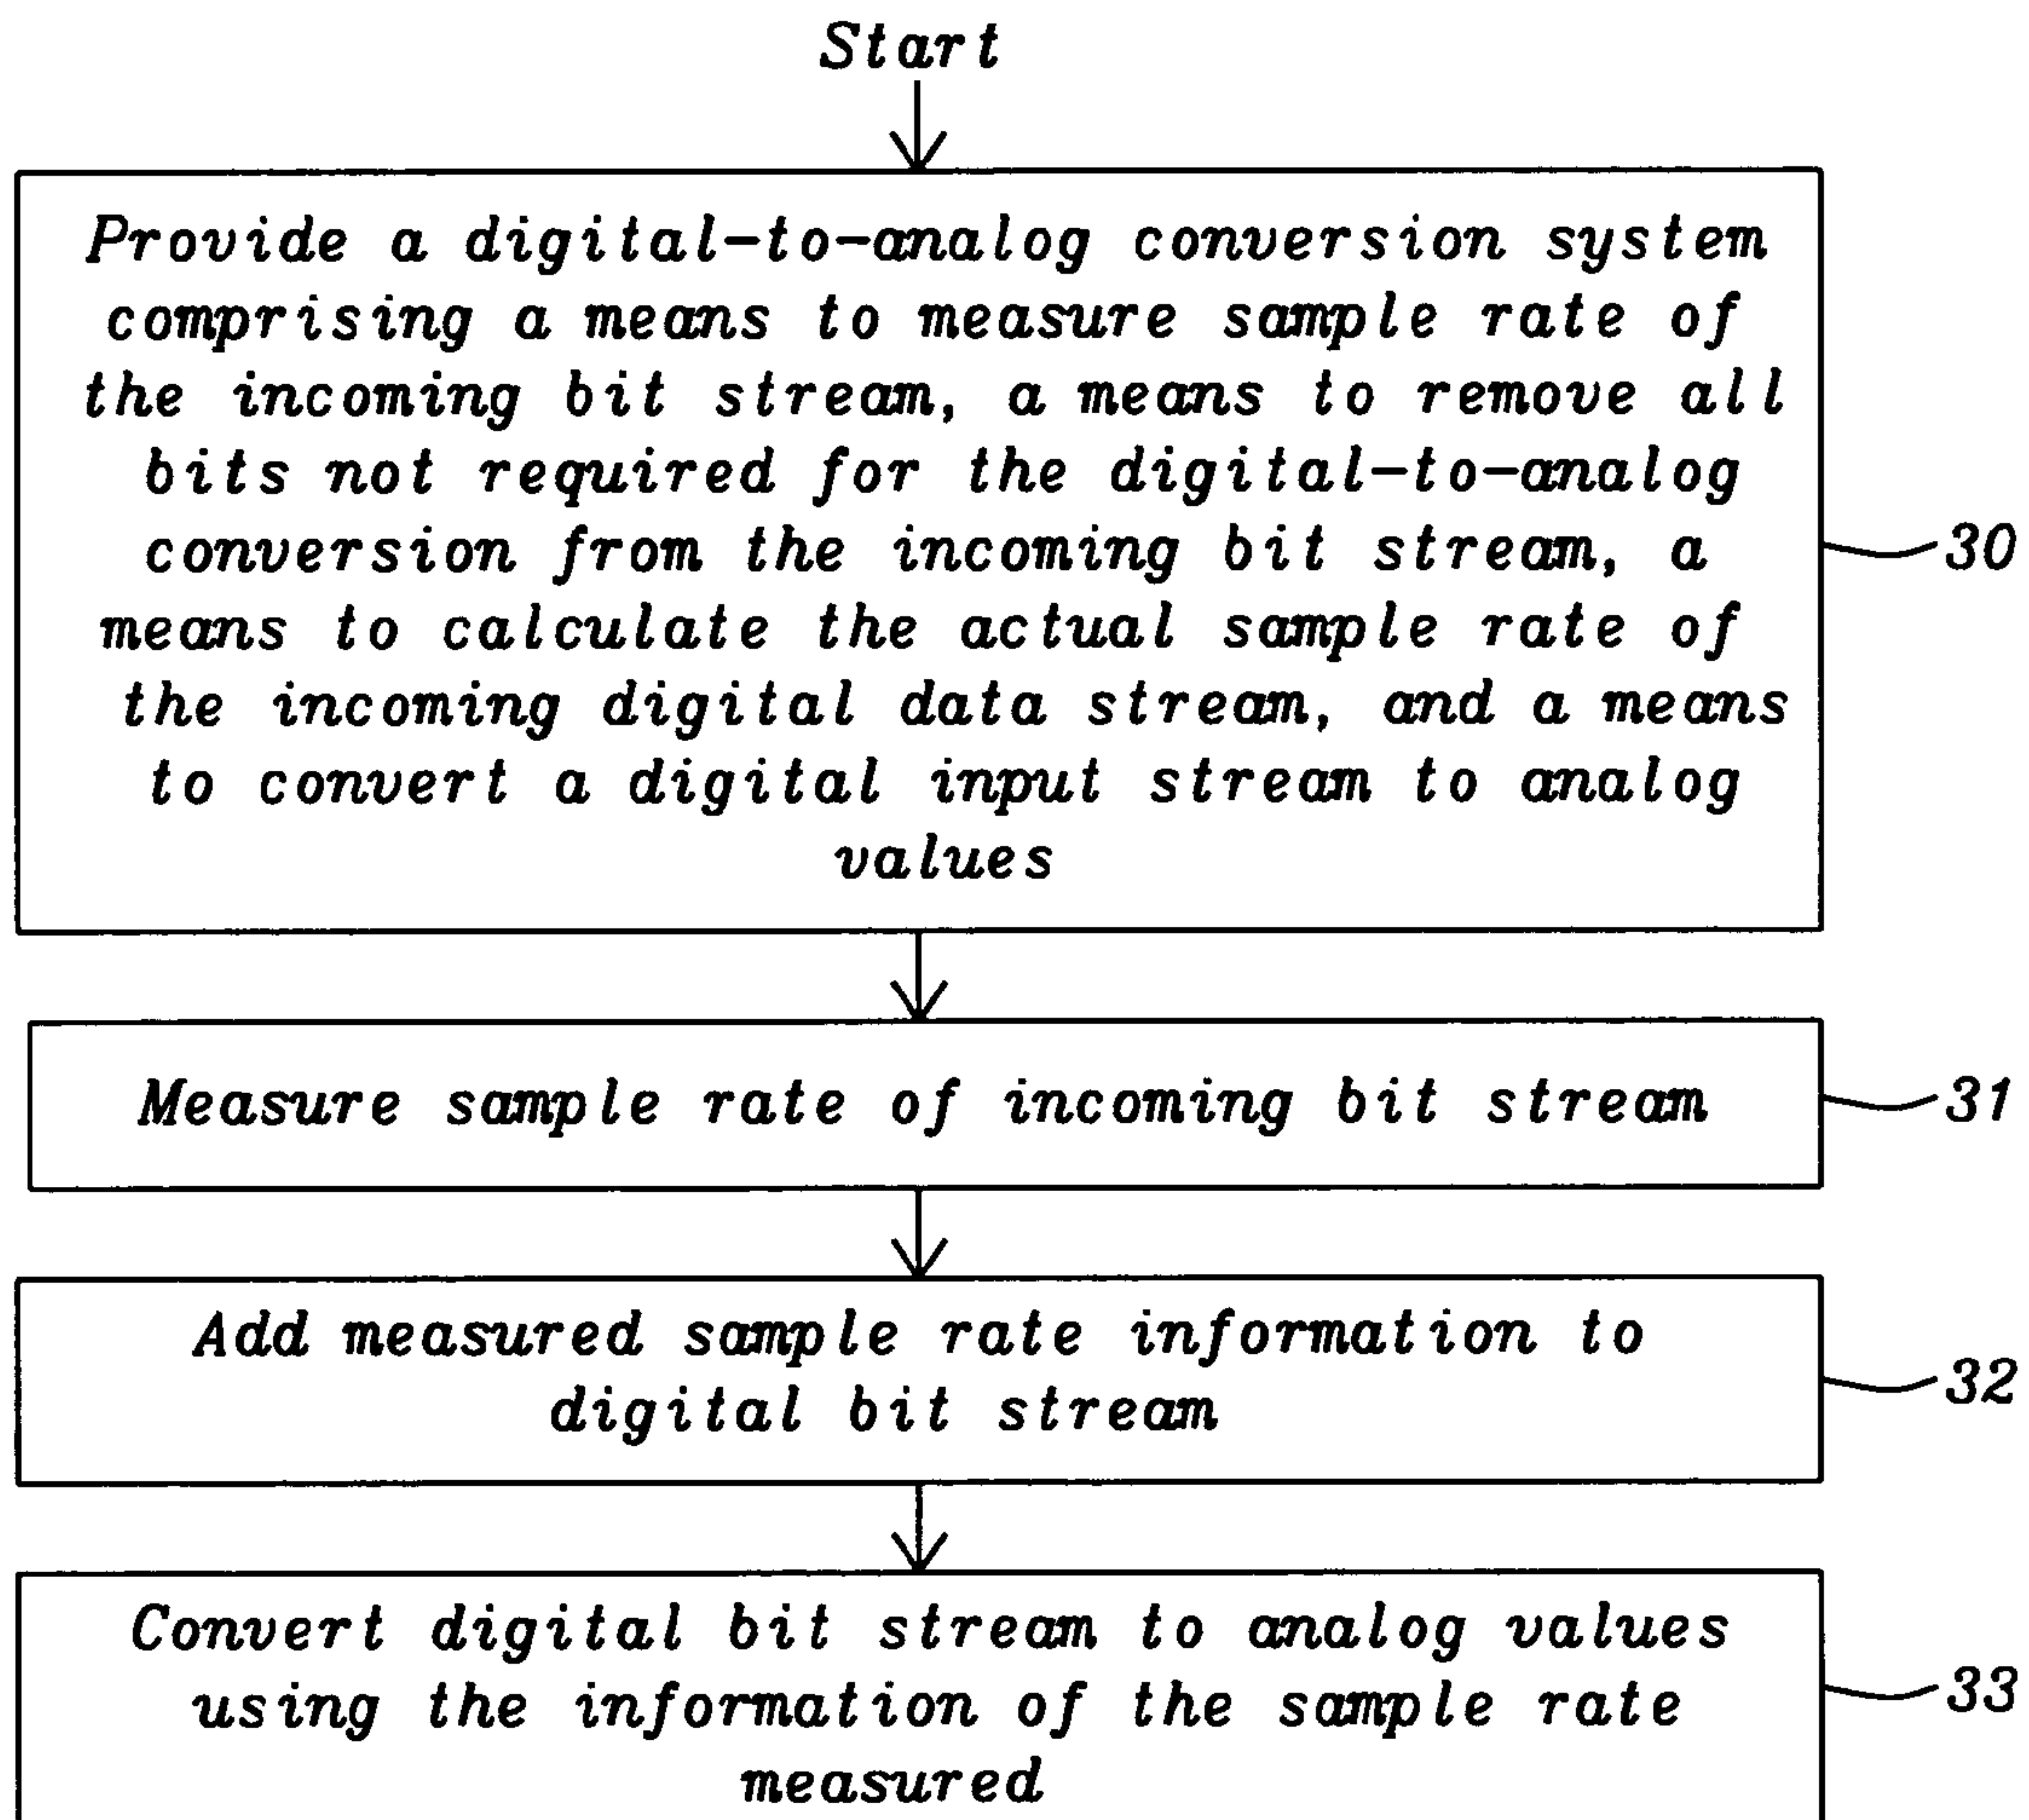 Start
Provide a digital-to-analog conversion system
comprising a means to measure sample rate of
the incoming bit stream, a means to remove all
bits not required for the digital-to-analog
conversion from the incoming bit stream, a
means to calculate the actual sample rate of
the incoming digital data stream, and a means
to convert a digital input stream to analog
values
30
Measure sample rate of incoming bit stream
31
Add measured sample rate information to
digital bit stream
32
Convert digital bit stream to analog values
using the information of the sample rate
measured
33